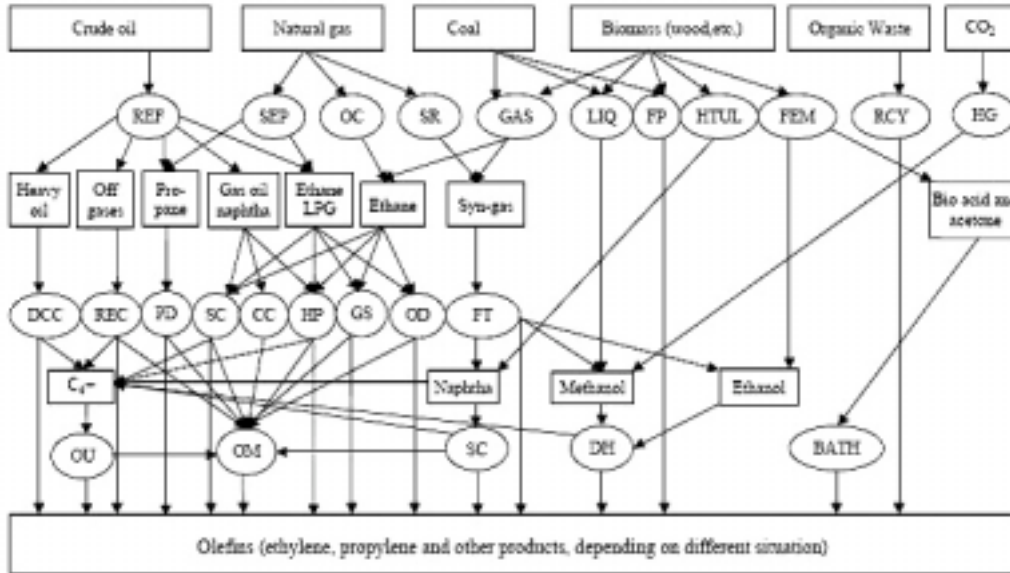 Crude oil
Natural gas
Coal
Biomass (wood,etc.)
Organic Waste
CO2
REF
SEP
OC
SR
GAS
LIQ
FP
HTUL
FEM
RCY
HG
Heavy
oil
Off
gases
Pro-
pane
Gas oil
naphtha
Ethane
LPG
Ethane
Syn-gas
Bio acid an
acetone
DCC
REC
PD
SC
CC
HP
GS
OD
FT
C4=
Naphtha
Methanol
Ethanol
OU
OM
SC
DH
BATH
Olefins (ethylene, propylene and other products, depending on different situation)